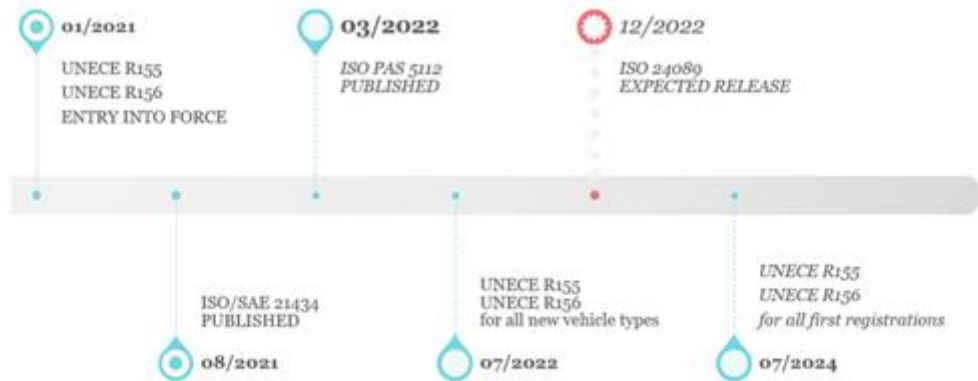 01/2021
UNECE R155
UNECE R156
ENTRY INTO FORCE
03/2022
ISO PAS 5112
PUBLISHED
12/2022
ISO 24089
EXPECTED RELEASE
ISO/SAE 21434
PUBLISHED
08/2021
UNECE R155
UNECE R156
for all new vehicle types
07/2022
UNECE R155
UNECE R156
for all first registrations
07/2024